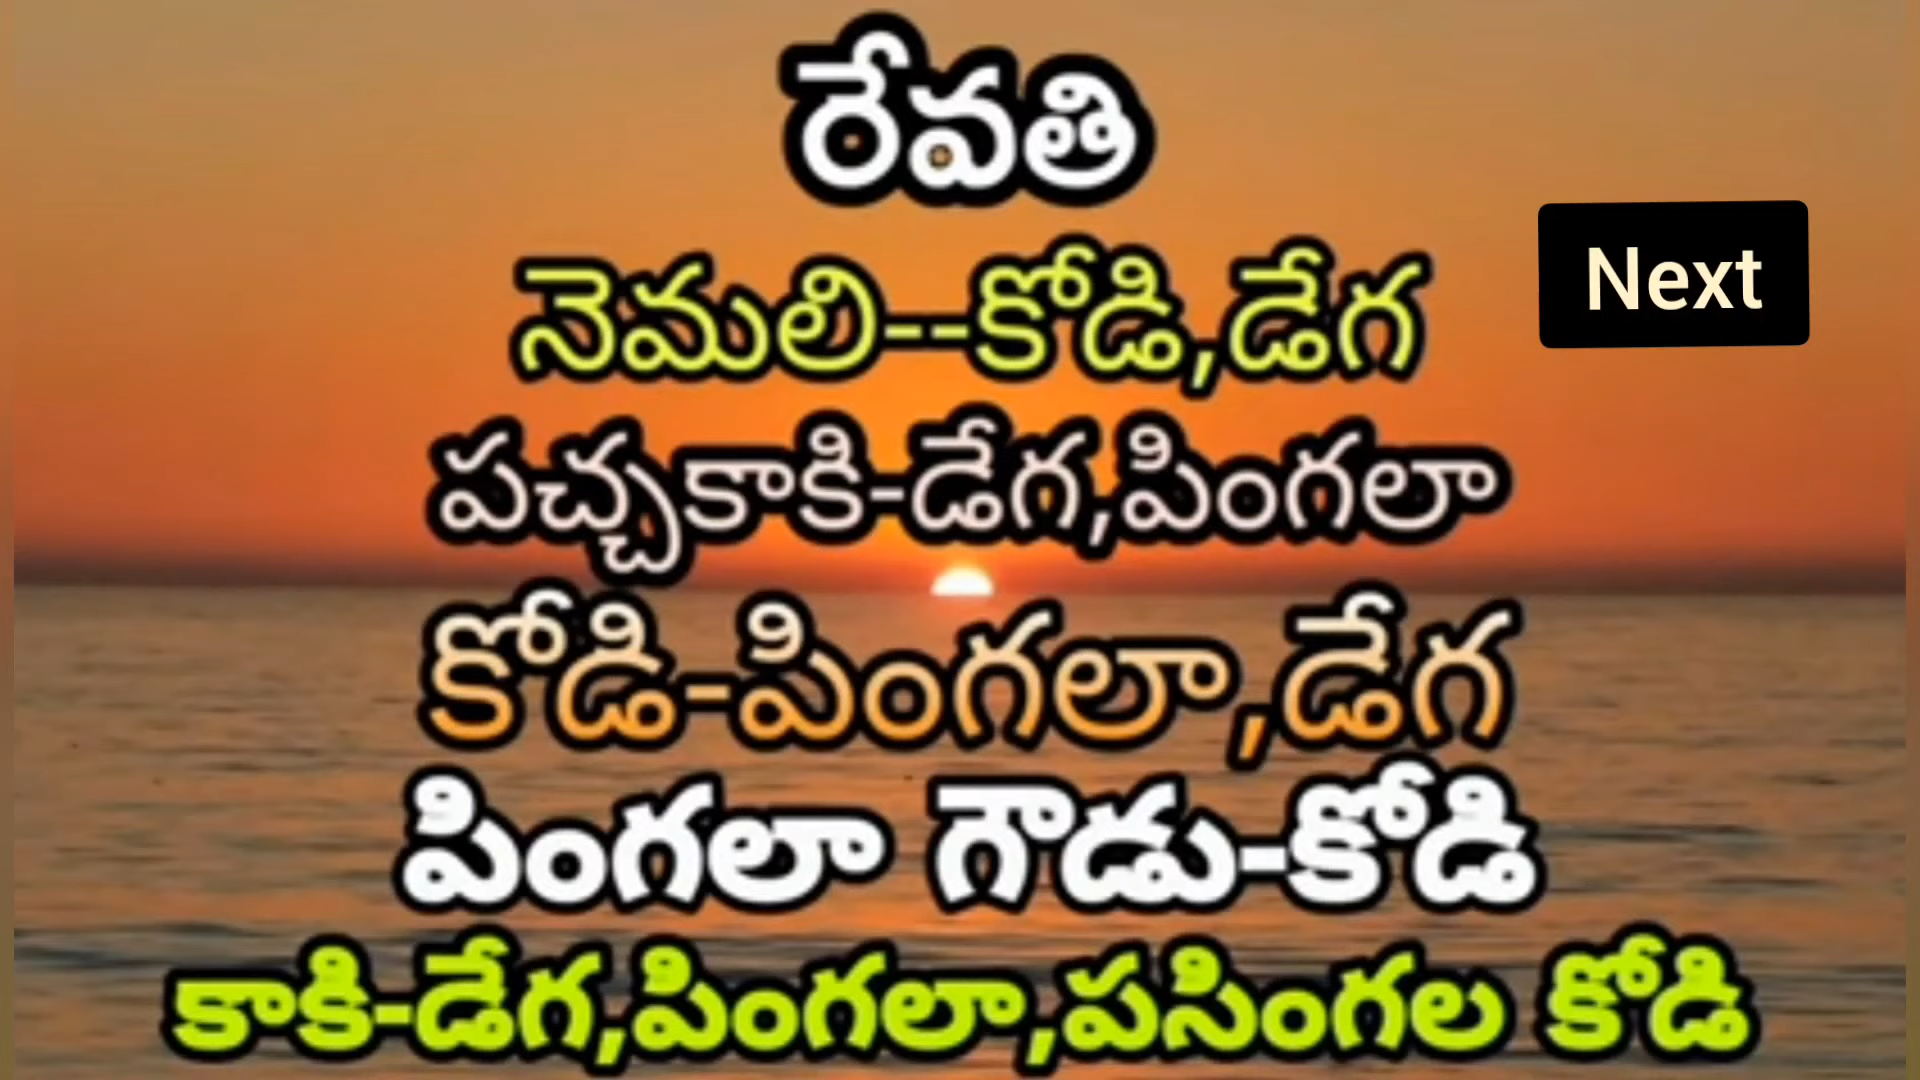 రేవతి
నెమలి--కోడి,డేగ
Next
పచ్చకాకి-డేగ,పింగలా
కోడి-పింగలా,డేగ
పింగలా గౌడు-కోడి
కాకి-డేగ,పింగలా,పసింగల కోడి